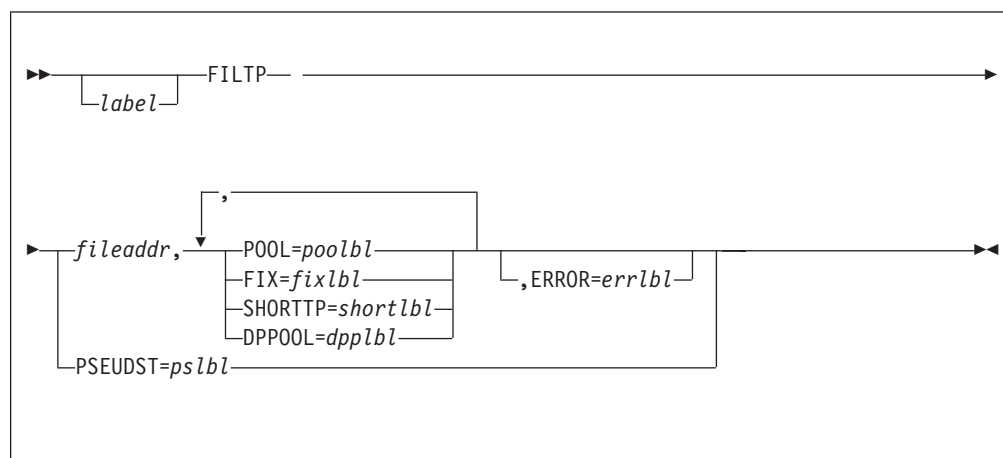 FILTP
label
,
fileaddr, POOL=poolbl
FIX=fixlbl ,ERROR=errlbl
SHORTTP=shortlbl
DPPOOL=dpplbl
PSEUDST=pslbl